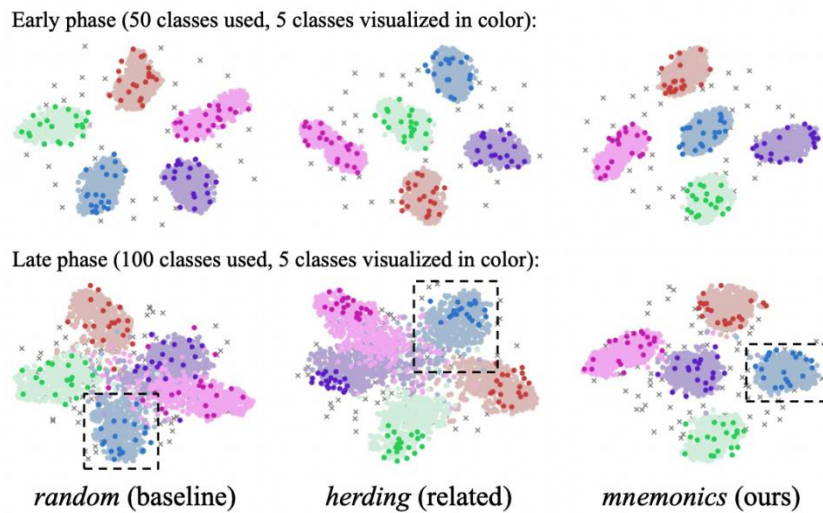 Early phase (50 classes used, 5 classes visualized in color):
Late phase (100 classes used, 5 classes visualized in color):
random (baseline) herding (related) mnemonics (ours)